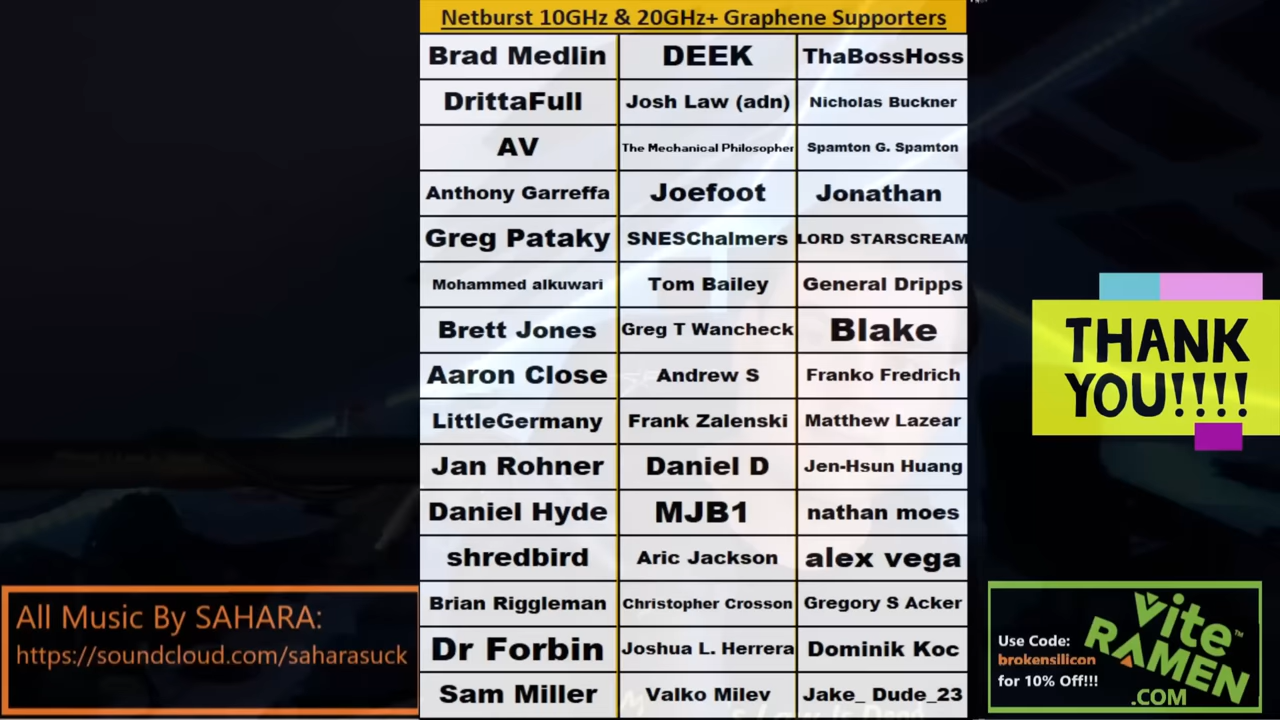 Netburst 10GHz & 20GHz+ Graphene Supporters
Brad Medlin DEEK ThaBossHoss
DrittaFull Josh Law (adn) Nicholas Buckner
AV The Mechanical Philosopher Spamton G. Spamton
Anthony Garreffa Joefoot Jonathan
Greg Pataky SNESChalmers LORD STARSCREAM
Mohammed alkuwari Tom Bailey General Dripps
Brett Jones Greg T Wancheck Blake
Aaron Close Andrew S Franko Fredrich
LittleGermany Frank Zalenski Matthew Lazear
Jan Rohner Daniel D Jen-Hsun Huang
Daniel Hyde MJB1 nathan moes
shredbird Aric Jackson alex vega
Brian Riggleman Christopher Crosson Gregory S Acker
Dr Forbin Joshua L. Herrera Dominik Koc
Sam Miller Valko Milev Jake_ Dude_23
THANK
YOU!!!!
All Music By SAHARA:
https://soundcloud.com/saharasuck
Use Code:
brokensilicon
for 10% Off!!!
Vite™
RAMEN
.COM